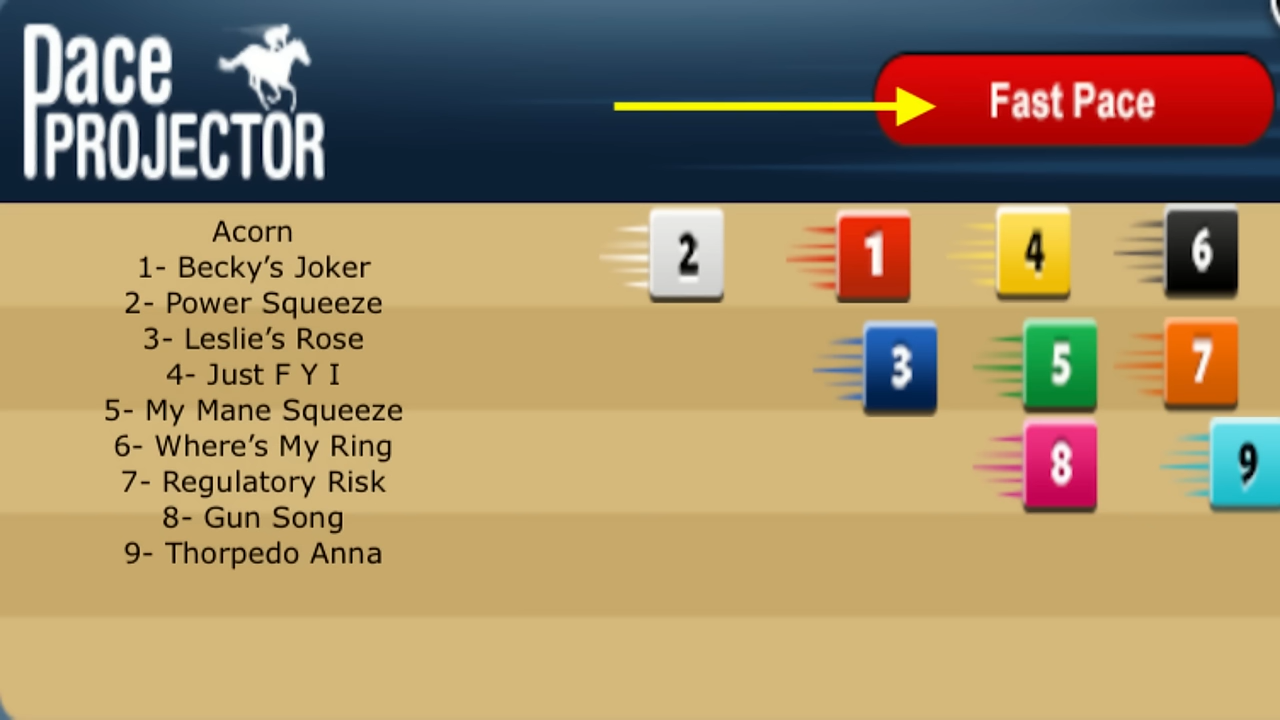 Pace
PROJECTOR
Fast Pace
Acorn
1- Becky’s Joker
2- Power Squeeze
3- Leslie’s Rose
4- Just F Y I
5- My Mane Squeeze
6- Where’s My Ring
7- Regulatory Risk
8- Gun Song
9- Thorpedo Anna
2 1 4 6
3 5 7
8 9